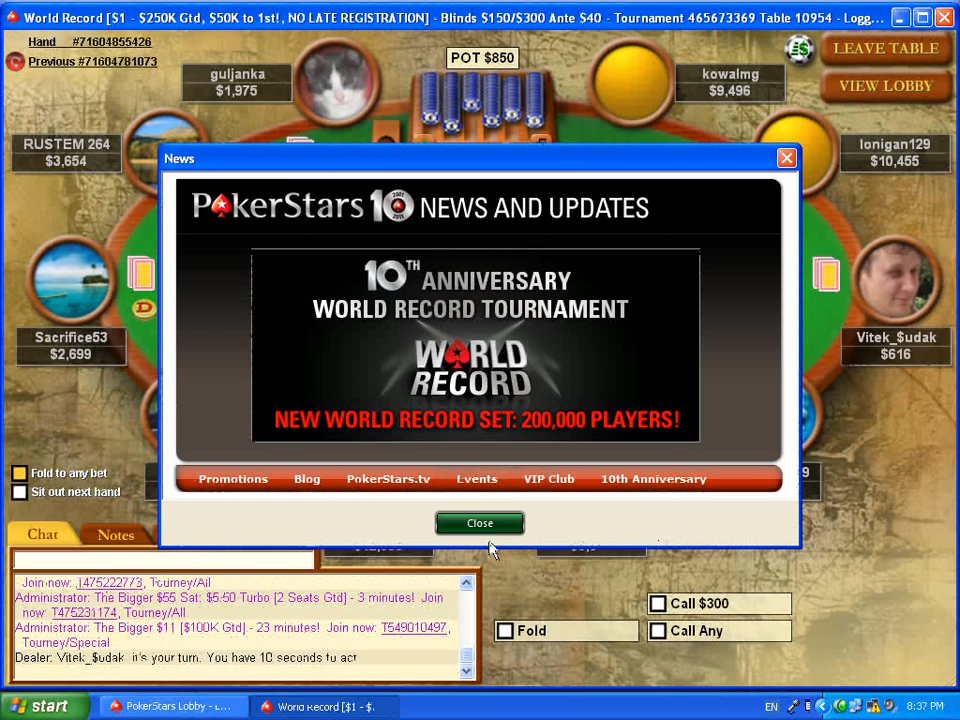 World Record [$1 - $250K Gtd, $50K to 1st!, NO LATE REGISTRATION] - Blinds $150/$300 Ante $40 - Tournament 465673369 Table 10954 - Logg...
Hand #71604855426
Previous #71604781073
guljanka
$1,975
POT $850
kowalmg
$9,496
LEAVE TABLE
VIEW LOBBY
RUSTEM 264
$3,654
lonigan129
$10,455
News
PokerStars 10 NEWS AND UPDATES
10TH ANNIVERSARY
WORLD RECORD TOURNAMENT
WORLD
RECORD
NEW WORLD RECORD SET: 200,000 PLAYERS!
D
Sacrifice53
$2,699
Vitek_$udak
$616
Promotions Blog PokerStars.tv Events VIP Club 10th Anniversary
Close
Fold to any bet
Sit out next hand
Chat Notes
Join now: T475222773, Tourney/All
Administrator: The Bigger $55 Sat: $5.50 Turbo [2 Seats Gtd] - 3 minutes! Join
now: T475231174, Tourney/All
Administrator: The Bigger $11 [$100K Gtd] - 23 minutes! Join now: T549010497,
Tourney/Special
Dealer: Vitek_$udak it's your turn. You have 10 seconds to act
Fold
Call $300
Call Any
start
PokerStars Lobby - L...
World Record [$1 - $.
EN
8:37 PM